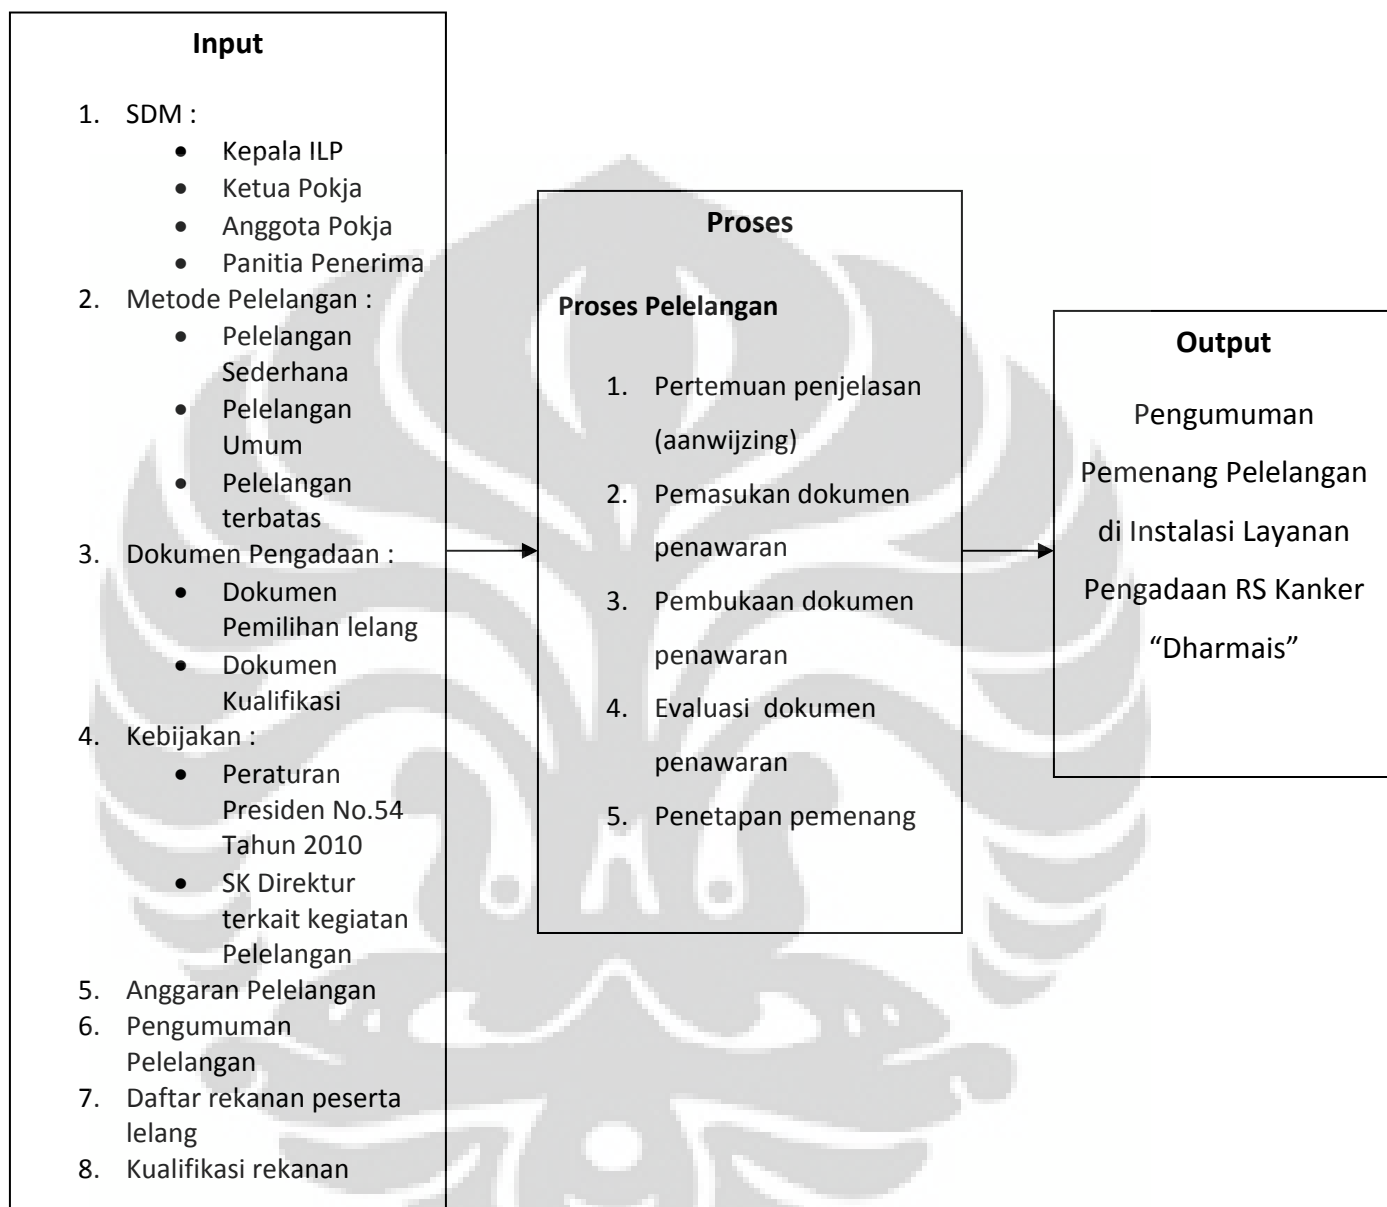 Input
1. SDM :
• Kepala ILP
• Ketua Pokja
• Anggota Pokja
• Panitia Penerima
2. Metode Pelelangan :
• Pelelangan
Sederhana
• Pelelangan
Umum
• Pelelangan
terbatas
3. Dokumen Pengadaan :
• Dokumen
Pemilihan lelang
• Dokumen
Kualifikasi
4. Kebijakan :
• Peraturan
Presiden No.54
Tahun 2010
• SK Direktur
terkait kegiatan
Pelelangan
5. Anggaran Pelelangan
6. Pengumuman
Pelelangan
7. Daftar rekanan peserta
lelang
8. Kualifikasi rekanan
Proses
Proses Pelelangan
1. Pertemuan penjelasan
(aanwijzing)
2. Pemasukan dokumen
penawaran
3. Pembukaan dokumen
penawaran
4. Evaluasi dokumen
penawaran
5. Penetapan pemenang
Output
Pengumuman
Pemenang Pelelangan
di Instalasi Layanan
Pengadaan RS Kanker
“Dharmais”